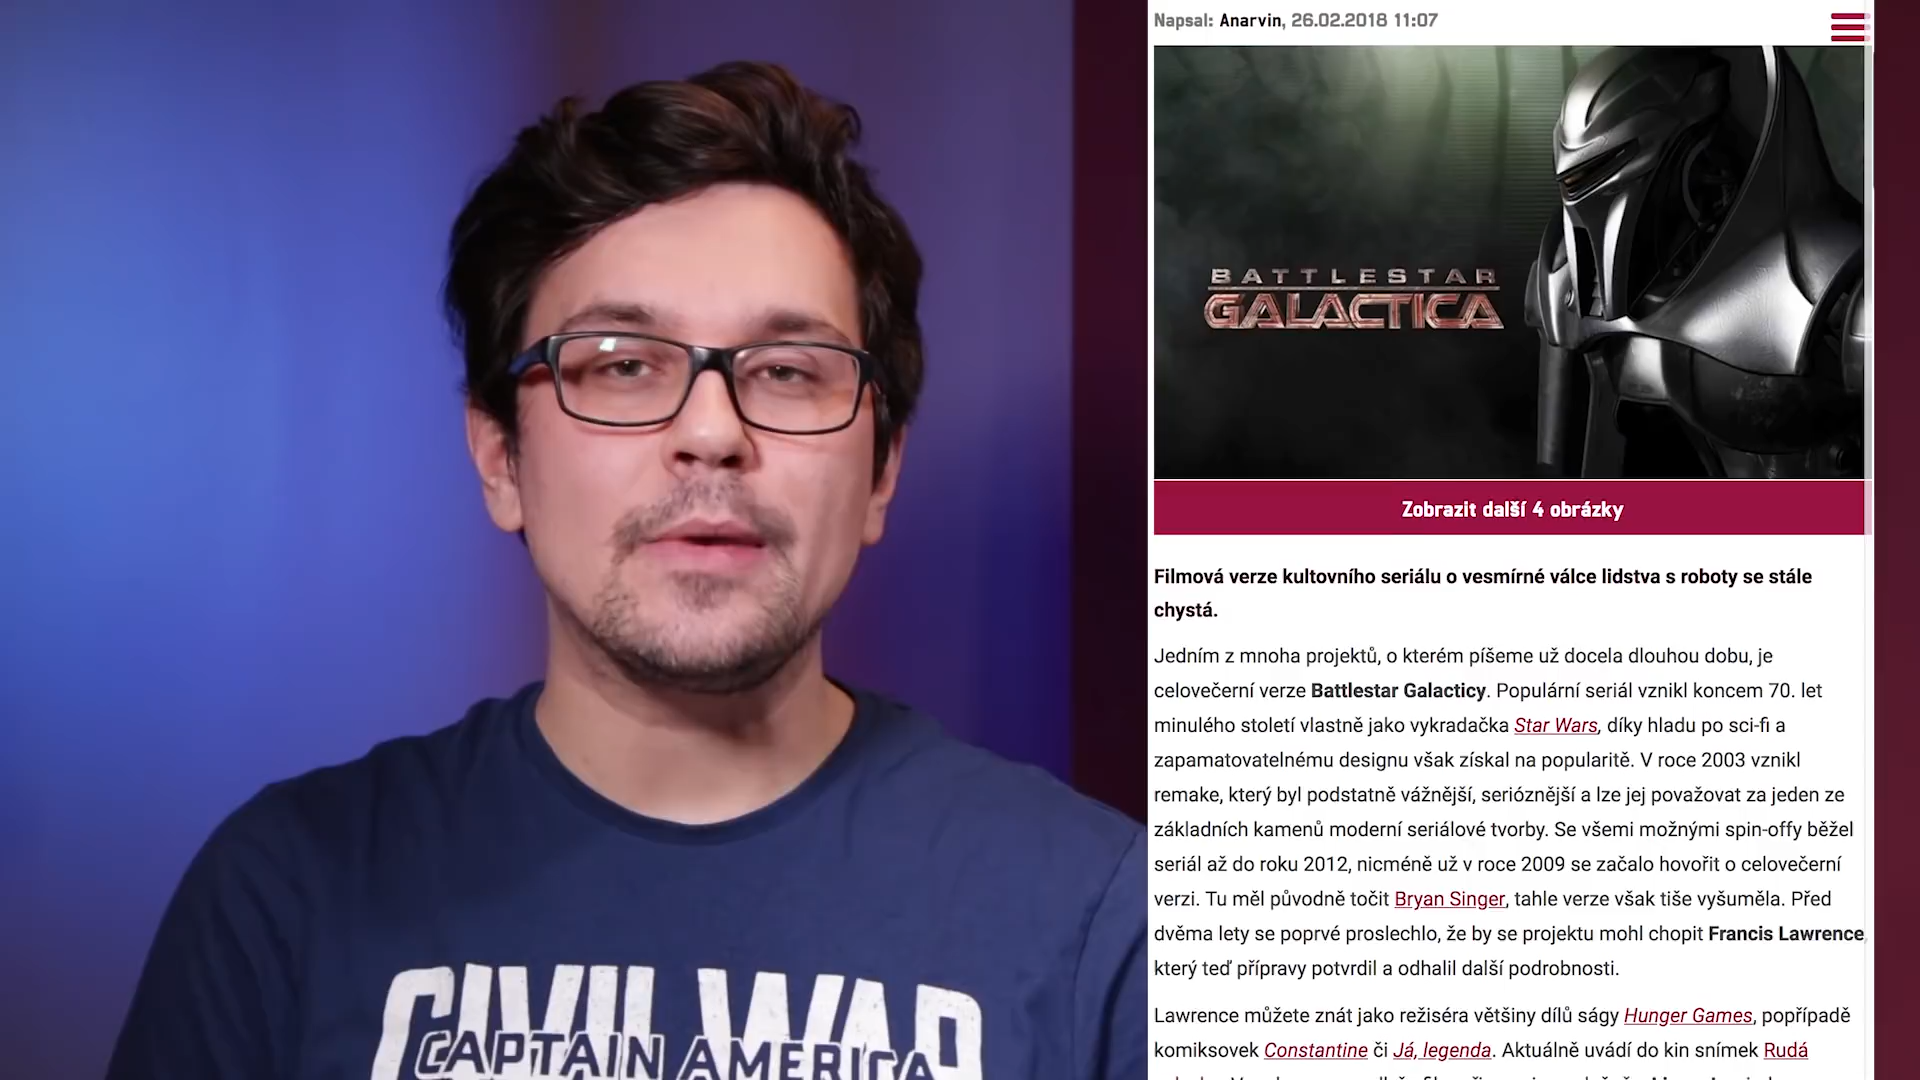 Napsal: Anarvin, 26.02.2018 11:07
BATTLESTAR
GALACTICA
Zobrazit další 4 obrázky
Filmová verze kultovního seriálu o vesmírné válce lidstva s roboty se stále
chystá.
Jedním z mnoha projektů, o kterém píšeme už docela dlouhou dobu, je
celovečerní verze Battlestar Galacticy. Populární seriál vznikl koncem 70. let
minulého století vlastně jako vykradačka Star Wars, díky hladu po sci-fi a
zapamatovatelnému designu však získal na popularitě. V roce 2003 vznikl
remake, který byl podstatně vážnější, serióznější a lze jej považovat za jeden ze
základních kamenů moderní seriálové tvorby. Se všemi možnými spin-offy běžel
seriál až do roku 2012, nicméně už v roce 2009 se začalo hovořit o celovečerní
verzi. Tu měl původně točit Bryan Singer, tahle verze však tiše vyšuměla. Před
dvěma lety se poprvé proslechlo, že by se projektu mohl chopit Francis Lawrence,
který teď přípravy potvrdil a odhalil další podrobnosti.
Lawrence můžete znát jako režiséra většiny dílů ságy Hunger Games, popřípadě
komiksovek Constantine či Já, legenda. Aktuálně uvádí do kin snímek Rudá
CIVIL WAR
CAPTAIN AMERICA